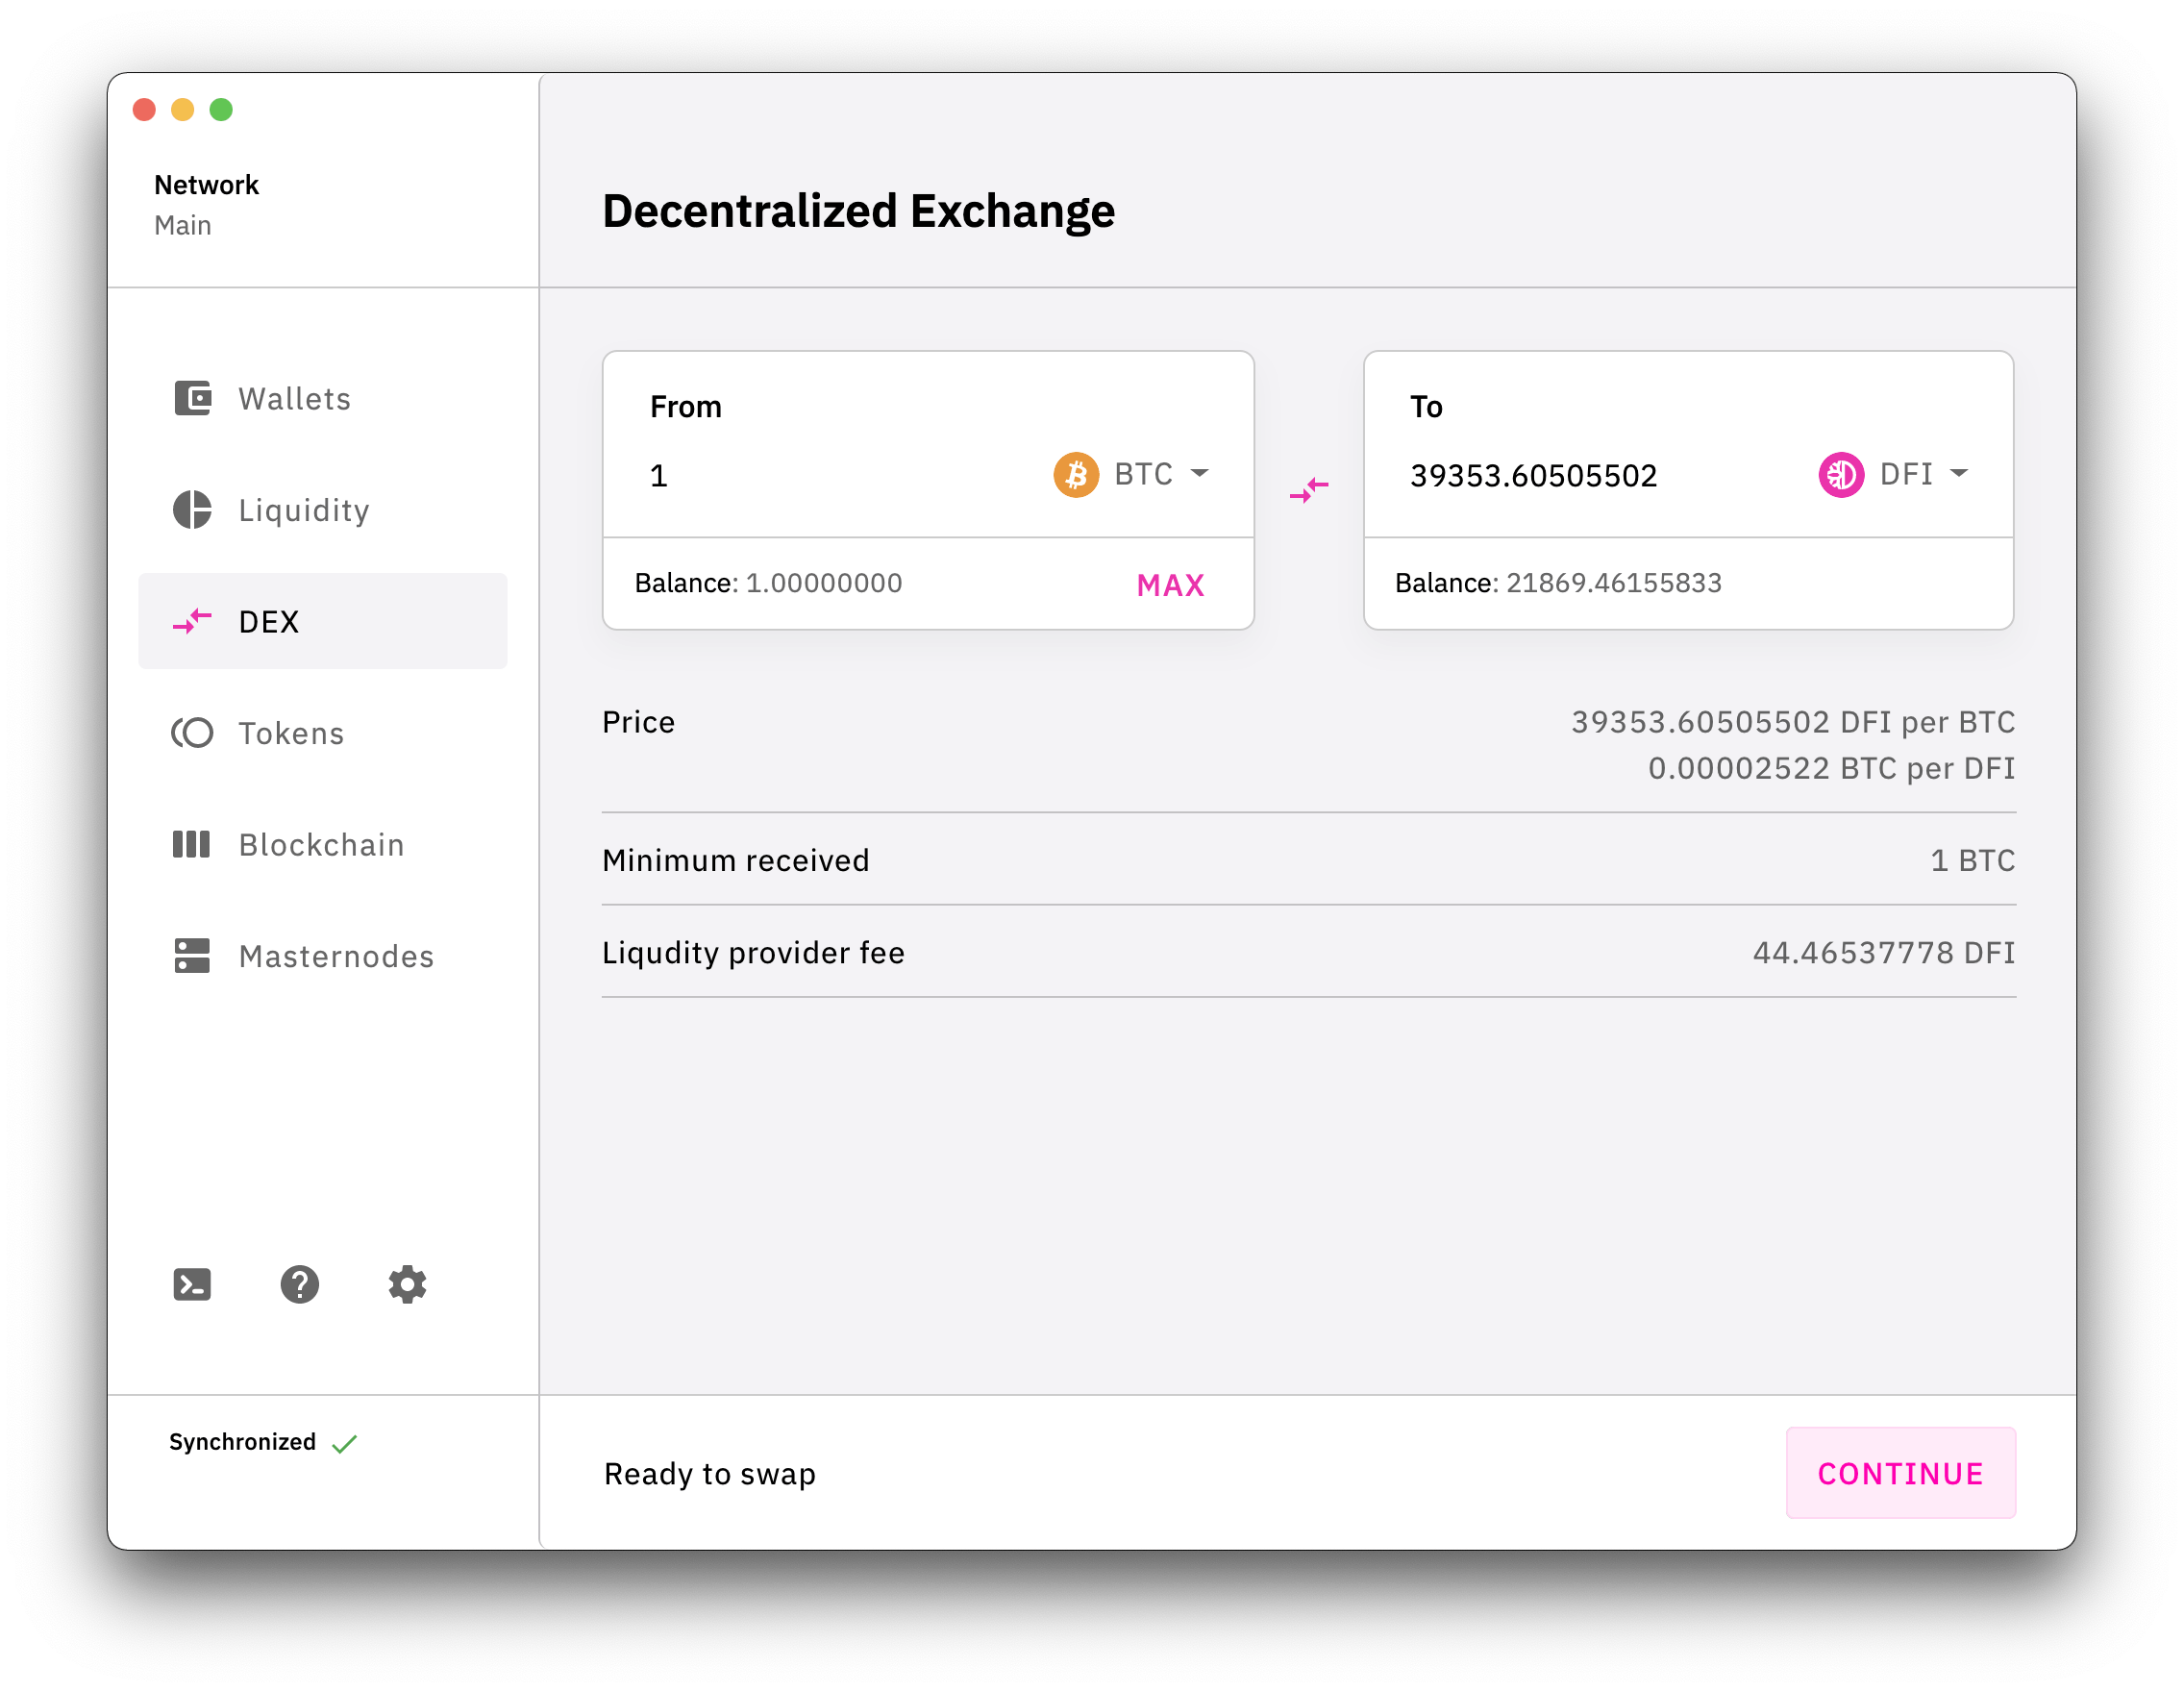 Network
Main
Wallets
Liquidity
DEX
Tokens
Blockchain
Masternodes
Synchronized
Decentralized Exchange
From
1
BTC
Balance: 1.00000000
MAX
To
39353.60505502
DFI
Balance: 21869.46155833
Price
39353.60505502 DFI per BTC
0.00002522 BTC per DFI
Minimum received
1 BTC
Liqudity provider fee
44.46537778 DFI
Ready to swap
CONTINUE